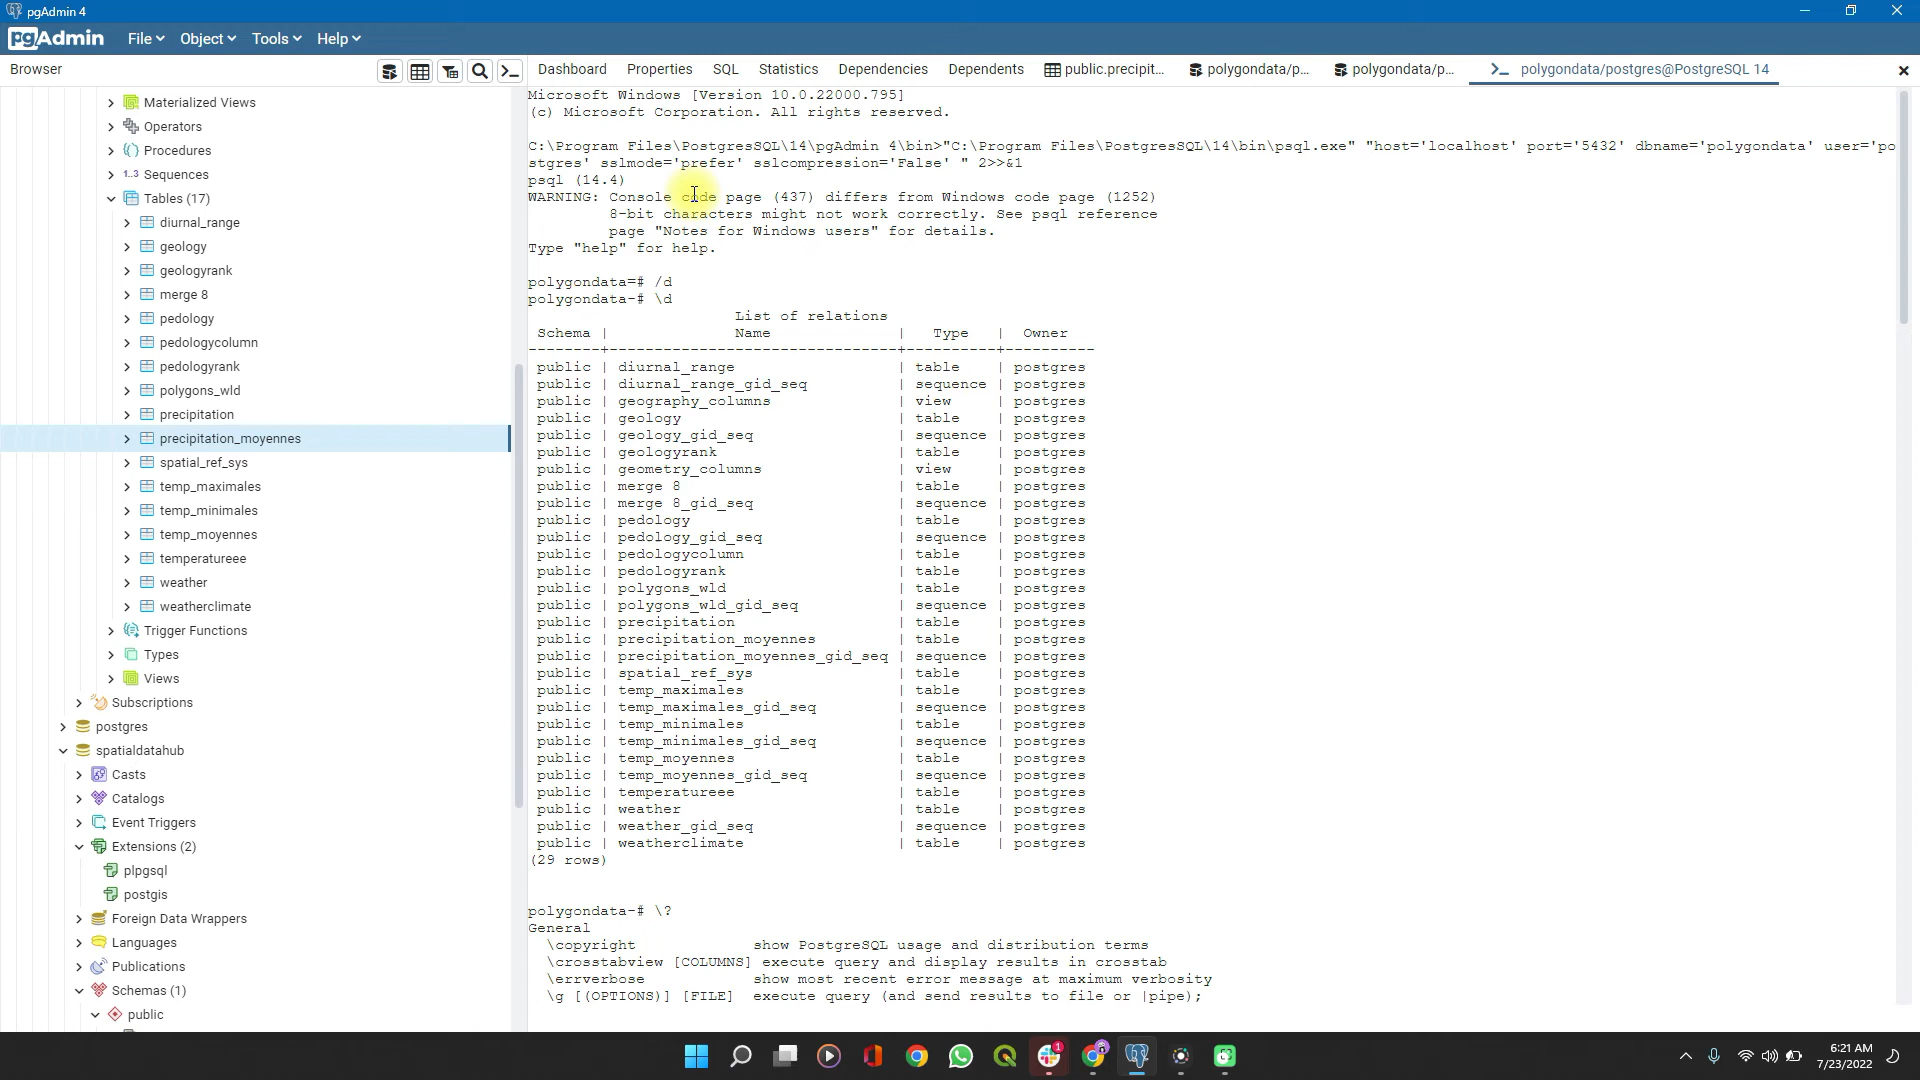 pgAdmin 4
pgAdmin File Object Tools Help
Browser
Dashboard Properties SQL Statistics Dependencies Dependents public.precipit... polygondata/p... polygondata/p... polygondata/postgres@PostgreSQL 14
Materialized Views
Operators
Procedures
1..3 Sequences
Tables (17)
diurnal_range
geology
geologyrank
merge 8
pedology
pedologycolumn
pedologyrank
polygons_wld
precipitation
precipitation_moyennes
spatial_ref_sys
temp_maximales
temp_minimales
temp_moyennes
temperatureee
weather
weatherclimate
Trigger Functions
Types
Views
Subscriptions
postgres
spatialdatahub
Casts
Catalogs
Event Triggers
Extensions (2)
plpgsql
postgis
Foreign Data Wrappers
Languages
Publications
Schemas (1)
public
Microsoft Windows [Version 10.0.22000.795]
(c) Microsoft Corporation. All rights reserved.
C:\Program Files\PostgresSQL\14\pgAdmin 4\bin>"C:\Program Files\PostgresSQL\14\bin\psql.exe" "host='localhost' port='5432' dbname='polygondata' user='po
stgres' sslmode='prefer' sslcompression='False' " 2>>&1
psql (14.4)
WARNING: Console code page (437) differs from Windows code page (1252)
8-bit characters might not work correctly. See psql reference
page "Notes for Windows users" for details.
Type "help" for help.
polygondata=# /d
polygondata-# \d
List of relations
Schema | Name | Type | Owner
--------+--------------------------------+----------+----------
public | diurnal_range | table | postgres
public | diurnal_range_gid_seq | sequence | postgres
public | geography_columns | view | postgres
public | geology | table | postgres
public | geology_gid_seq | sequence | postgres
public | geologyrank | table | postgres
public | geometry_columns | view | postgres
public | merge 8 | table | postgres
public | merge 8_gid_seq | sequence | postgres
public | pedology | table | postgres
public | pedology_gid_seq | sequence | postgres
public | pedologycolumn | table | postgres
public | pedologyrank | table | postgres
public | polygons_wld | table | postgres
public | polygons_wld_gid_seq | sequence | postgres
public | precipitation | table | postgres
public | precipitation_moyennes | table | postgres
public | precipitation_moyennes_gid_seq | sequence | postgres
public | spatial_ref_sys | table | postgres
public | temp_maximales | table | postgres
public | temp_maximales_gid_seq | sequence | postgres
public | temp_minimales | table | postgres
public | temp_minimales_gid_seq | sequence | postgres
public | temp_moyennes | table | postgres
public | temp_moyennes_gid_seq | sequence | postgres
public | temperatureee | table | postgres
public | weather | table | postgres
public | weather_gid_seq | sequence | postgres
public | weatherclimate | table | postgres
(29 rows)
polygondata-# \?
General
\copyright show PostgreSQL usage and distribution terms
\crosstabview [COLUMNS] execute query and display results in crosstab
\errverbose show most recent error message at maximum verbosity
\g [(OPTIONS)] [FILE] execute query (and send results to file or |pipe);
1
6:21 AM
7/23/2022